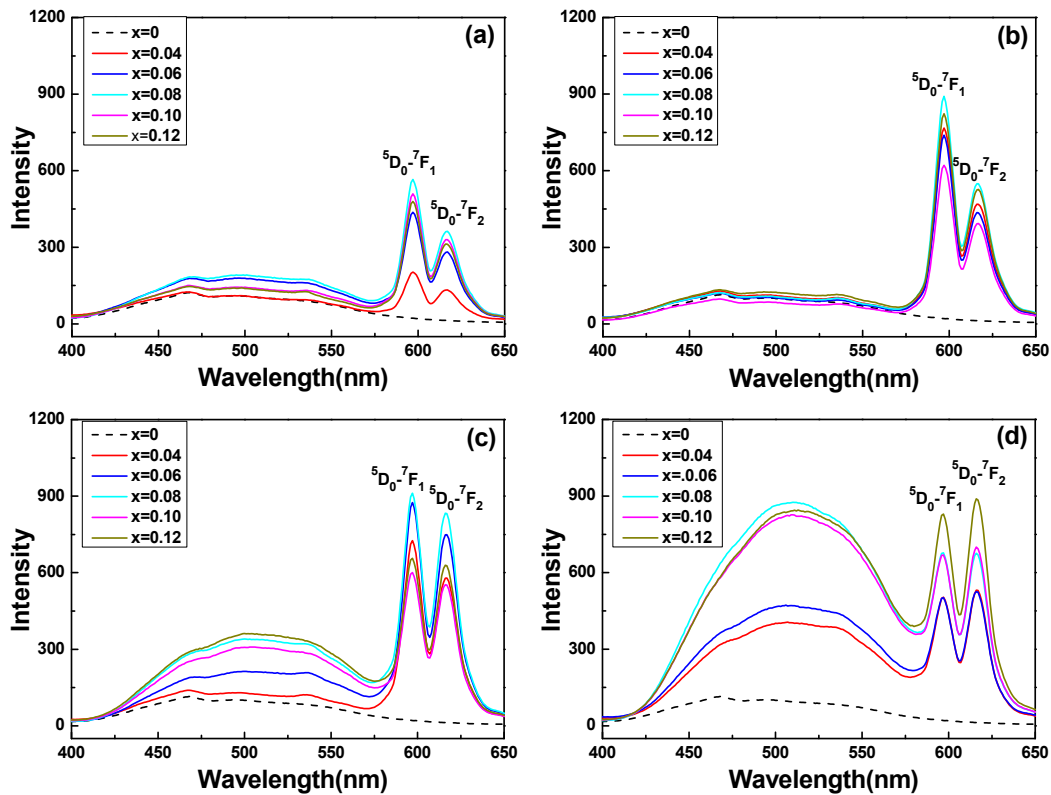 (a)
x=0
x=0.04
x=0.06
x=0.08
x=0.10
x=0.12
⁵D₀-⁷F₁
⁵D₀-⁷F₂
Intensity
1200
900
600
300
0
400 450 500 550 600 650
Wavelength(nm)
(b)
x=0
x=0.04
x=0.06
x=0.08
x=0.10
x=0.12
⁵D₀-⁷F₁
⁵D₀-⁷F₂
Intensity
1200
900
600
300
0
400 450 500 550 600 650
Wavelength(nm)
(c)
x=0
x=0.04
x=0.06
x=0.08
x=0.10
x=0.12
⁵D₀-⁷F₁
⁵D₀-⁷F₂
Intensity
1200
900
600
300
0
400 450 500 550 600 650
Wavelength(nm)
(d)
x=0
x=0.04
x=.0.06
x=0.08
x=0.10
x=0.12
⁵D₀-⁷F₂
⁵D₀-⁷F₁
Intensity
1200
900
600
300
0
400 450 500 550 600 650
Wavelength(nm)